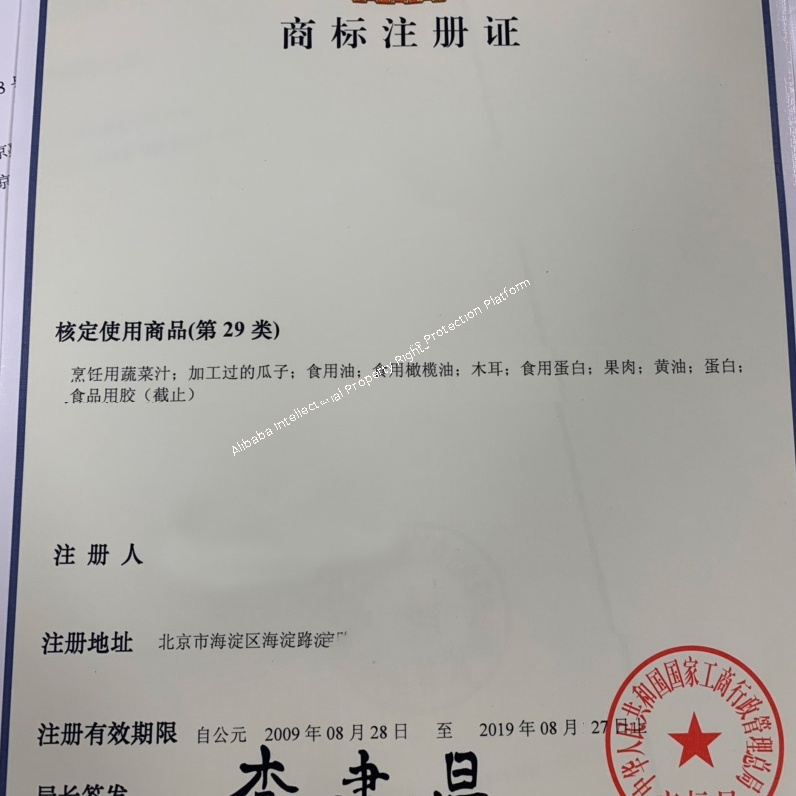 商标注册证
核定使用商品(第 29 类)
烹饪用蔬菜汁；加工过的瓜子；食用油；食用橄榄油；木耳；食用蛋白；果肉；黄油；蛋白；
食品用胶（截止）
Alibaba Intellectual Property Right Protection Platform
注 册 人
注册地址 北京市海淀区海淀路淀
注册有效期限 自公元 2009 年 08 月 28 日 至 2019 年 08 月 27 日止
中华人民共和国国家工商行政管理总局
局长签发